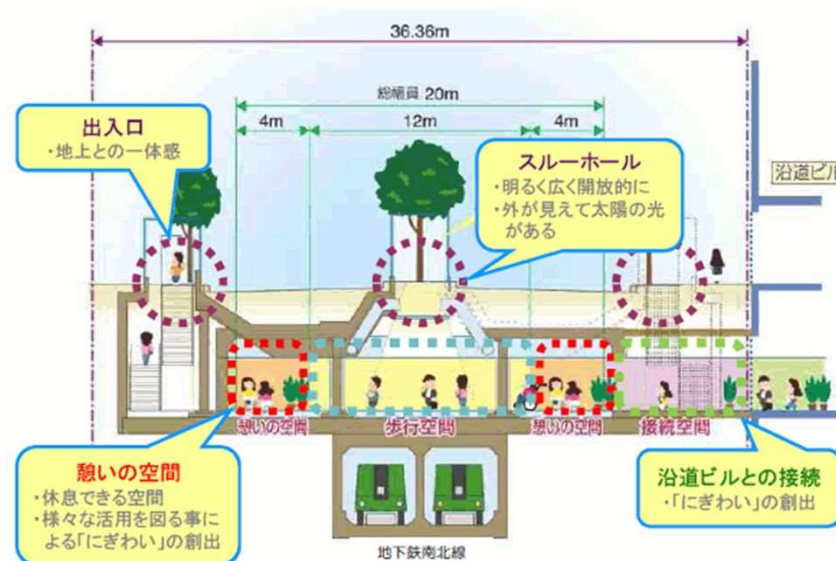 36.36m
総幅員 20m
4m
12m
4m
出入口
・地上との一体感
スルーホール
・明るく広く開放的に
・外が見えて太陽の光
がある
沿道ビル
憩いの空間
歩行空間
憩いの空間
接続空間
憩いの空間
・休息できる空間
・様々な活用を図る事に
よる「にぎわい」の創出
沿道ビルとの接続
・「にぎわい」の創出
地下鉄南北線